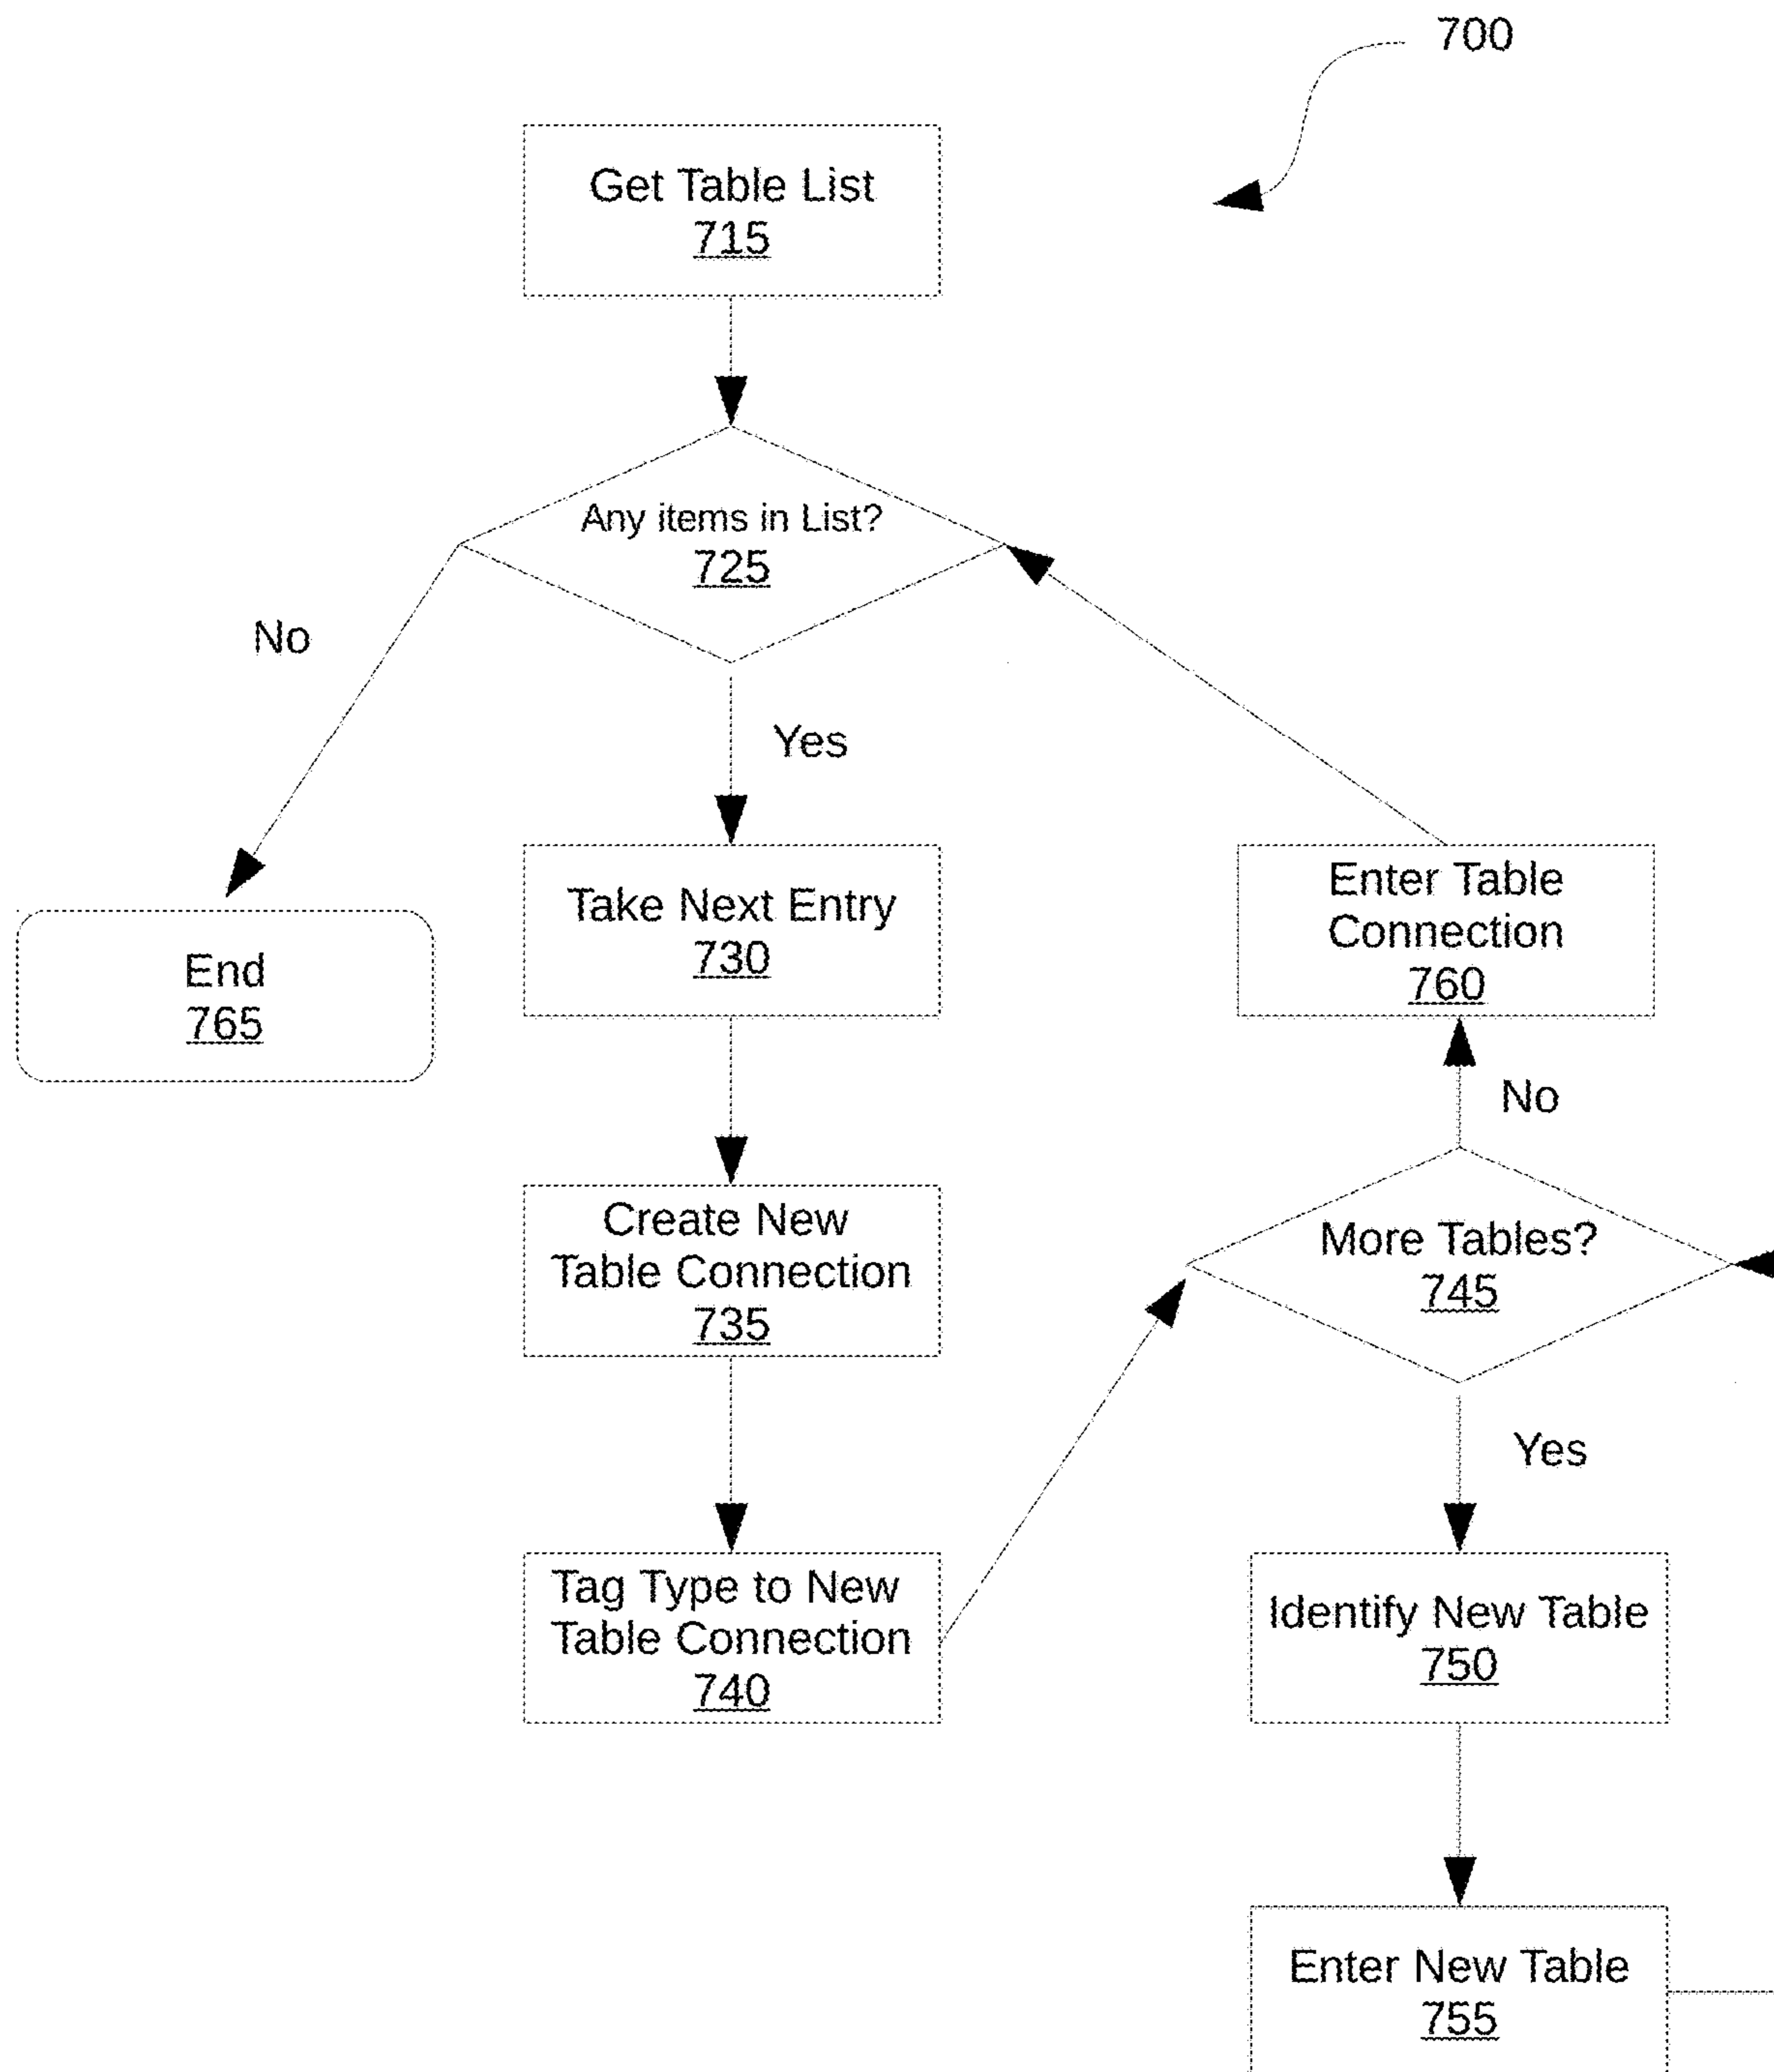 700
Get Table List
715
Any items in List?
725
No
Yes
Take Next Entry
730
Enter Table
Connection
760
End
765
No
Create New
Table Connection
735
More Tables?
745
Yes
Tag Type to New
Table Connection
740
Identify New Table
750
Enter New Table
755